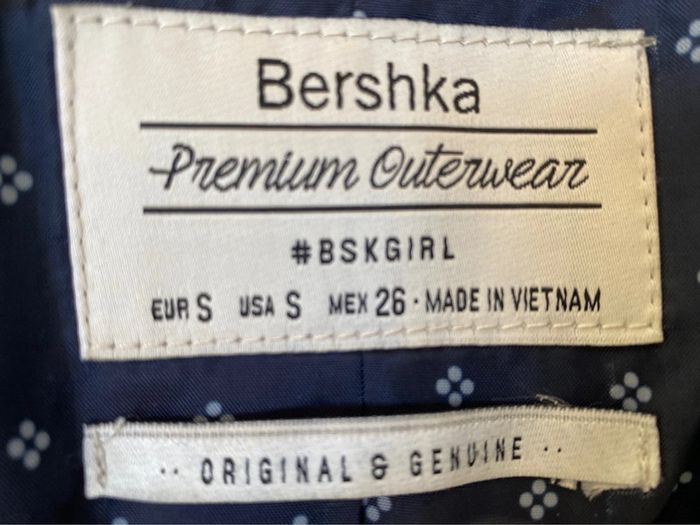 Bershka
Premium Outerwear
#BSKGIRL
EUR S USA S MEX 26 · MADE IN VIETNAM
·· ORIGINAL & GENUINE ··